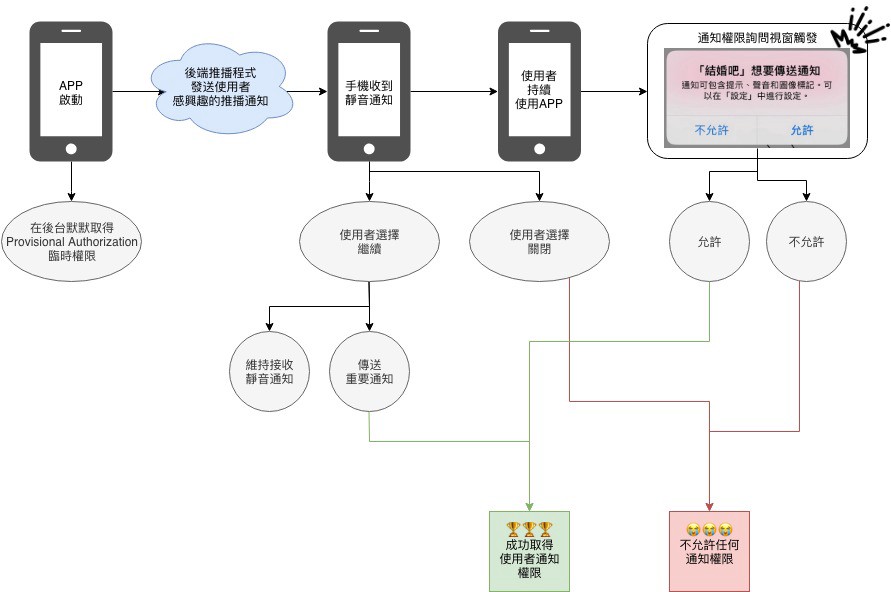 APP
啟動
後端推播程式
發送使用者
感興趣的推播通知
手機收到
靜音通知
使用者
持續
使用APP
通知權限詢問視窗觸發
「結婚吧」想要傳送通知
通知可包含提示、聲音和圖像標記。可
以在「設定」中進行設定。
不允許
允許
在後台默默取得
Provisional Authorization
臨時權限
使用者選擇
繼續
使用者選擇
關閉
允許
不允許
維持接收
靜音通知
傳送
重要通知
🏆🏆🏆
成功取得
使用者通知
權限
😭😭😭
不允許任何
通知權限